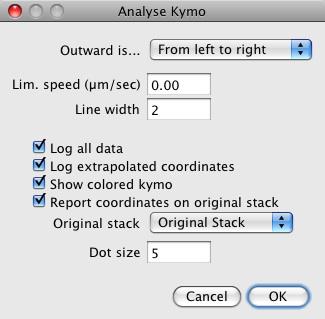 Analyse Kymo
Outward is... From left to right
Lim. speed (µm/sec) 0.00
Line width 2
Log all data
Log extrapolated coordinates
Show colored kymo
Report coordinates on original stack
Original stack Original Stack
Dot size 5
Cancel OK